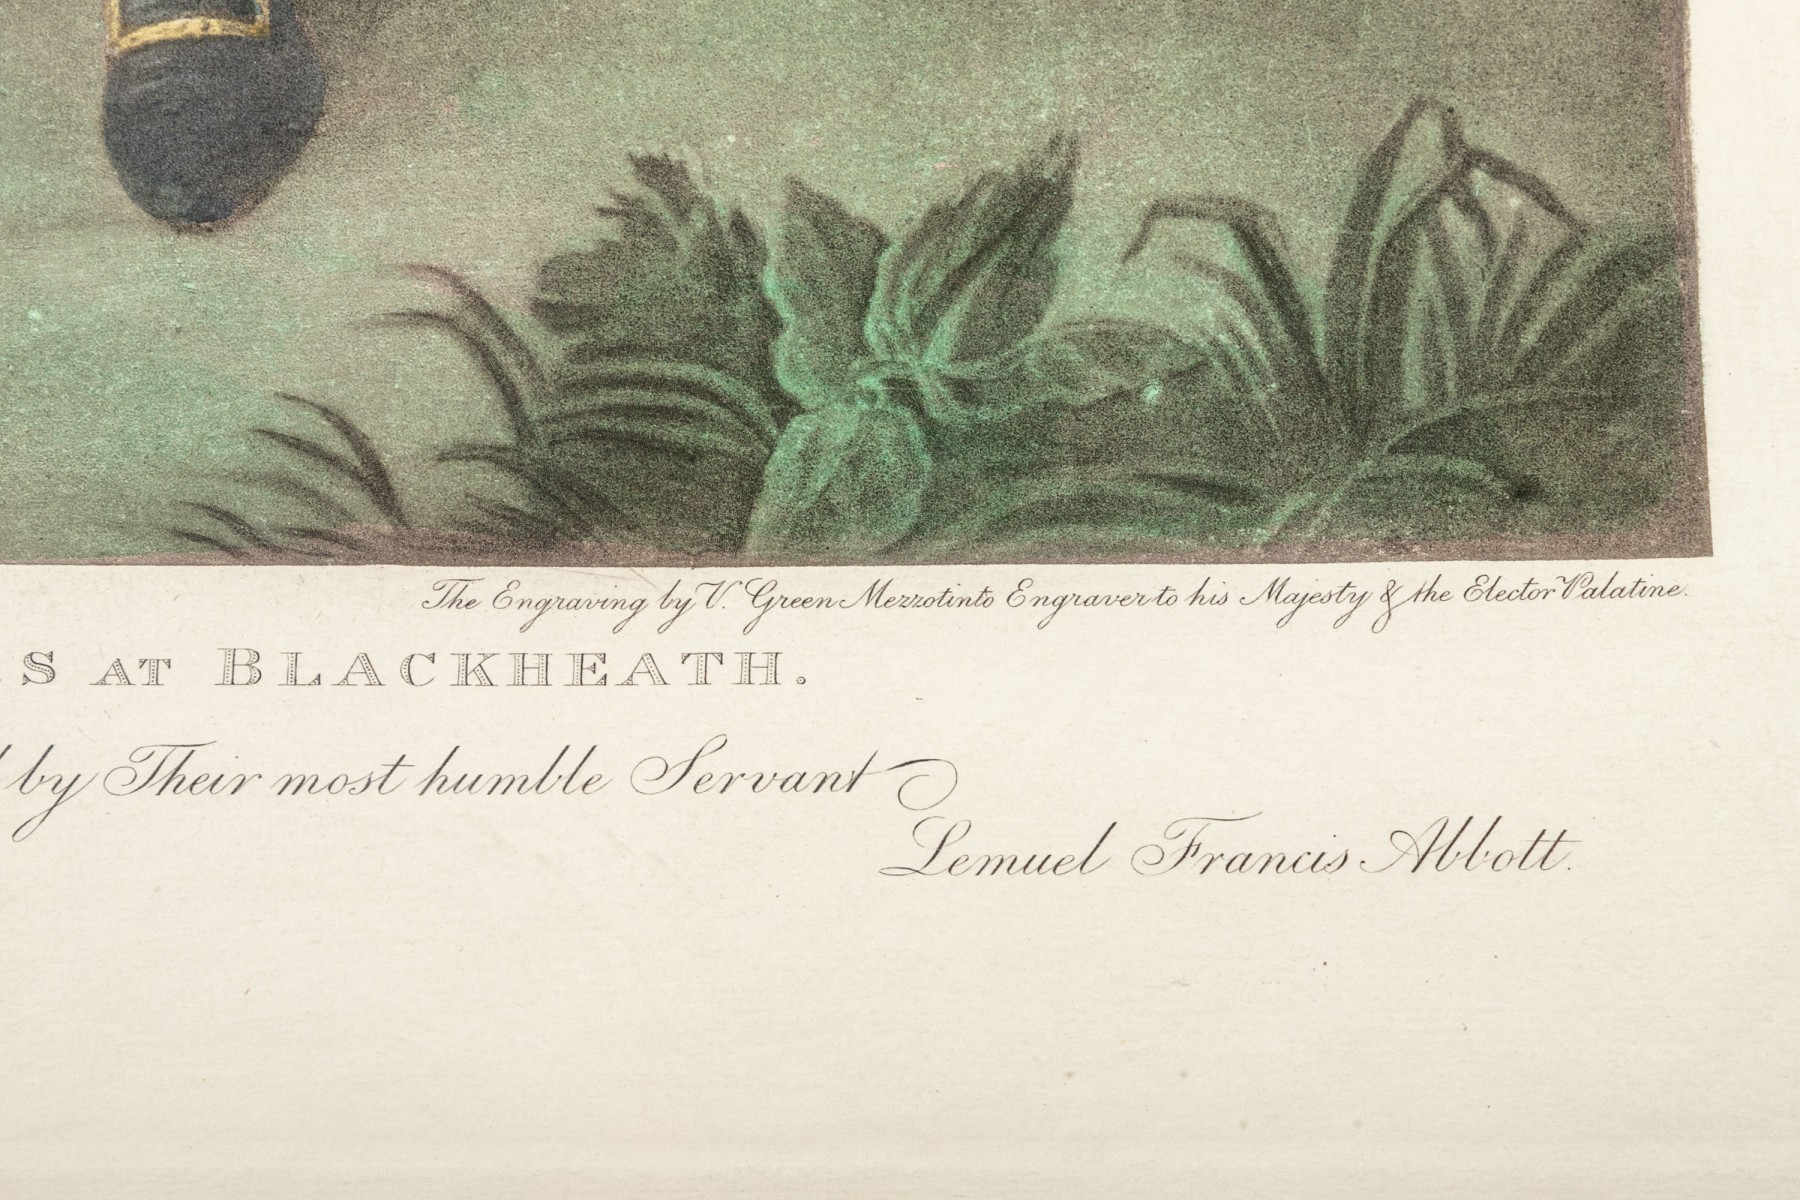 The Engraving by V. Green Mezzotinto Engraver to his Majesty & the Elector Palatine.
S AT BLACKHEATH.
by Their most humble Servant
Lemuel Francis Abbott.